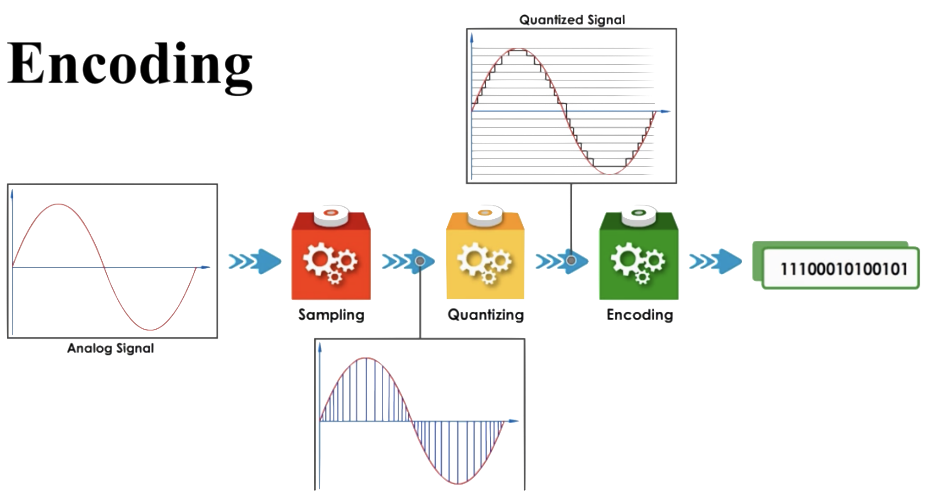 Quantized Signal
Encoding
Sampling
Quantizing
Encoding
11100010100101
Analog Signal